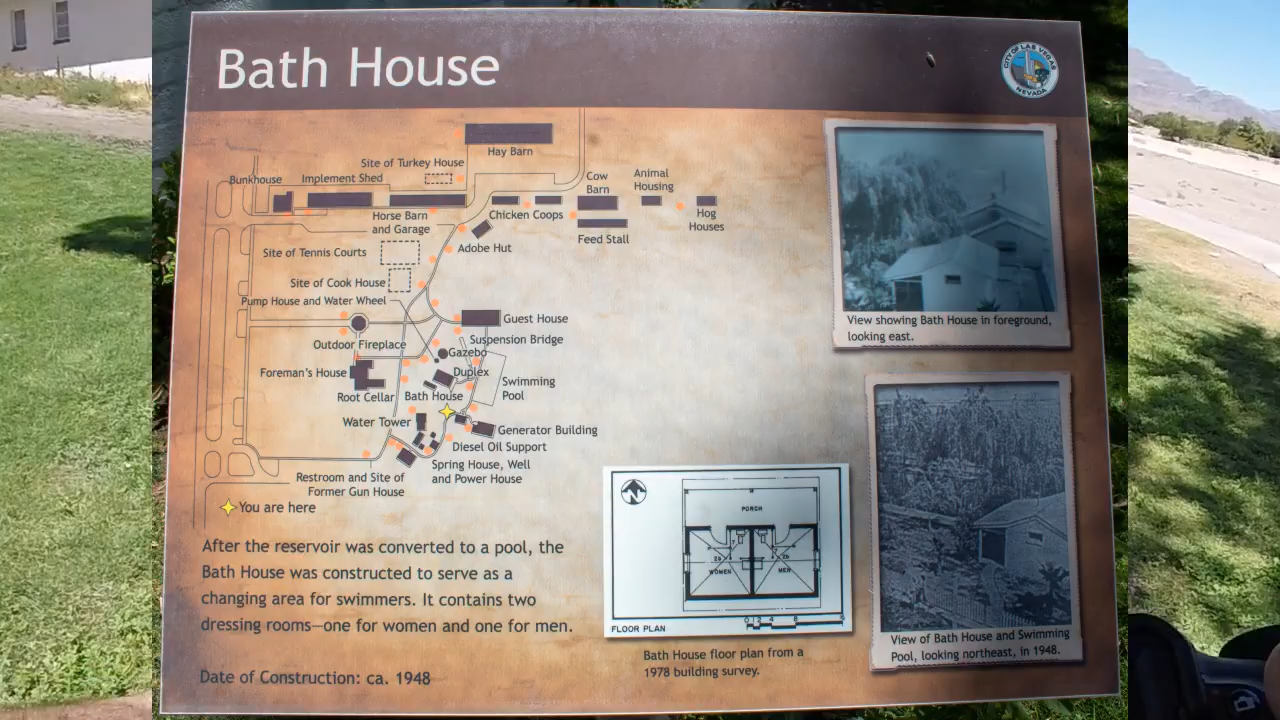 Bath House
CITY OF LAS VEGAS
NEVADA
Hay Barn
Site of Turkey House
Bunkhouse
Implement Shed
Horse Barn
and Garage
Chicken Coops
Cow
Barn
Animal
Housing
Hog
Houses
Feed Stall
Adobe Hut
Site of Tennis Courts
Site of Cook House
Pump House and Water Wheel
Guest House
Outdoor Fireplace
Suspension Bridge
Gazebo
Foreman's House
Duplex
Swimming
Pool
Root Cellar
Bath House
Water Tower
Generator Building
Diesel Oil Support
Spring House, Well
and Power House
Restroom and Site of
Former Gun House
You are here
After the reservoir was converted to a pool, the
Bath House was constructed to serve as a
changing area for swimmers. It contains two
dressing rooms—one for women and one for men.
Date of Construction: ca. 1948
N
PORCH
WOMEN
MEN
FLOOR PLAN
0 1 2 4 8
Bath House floor plan from a
1978 building survey.
View showing Bath House in foreground,
looking east.
View of Bath House and Swimming
Pool, looking northeast, in 1948.